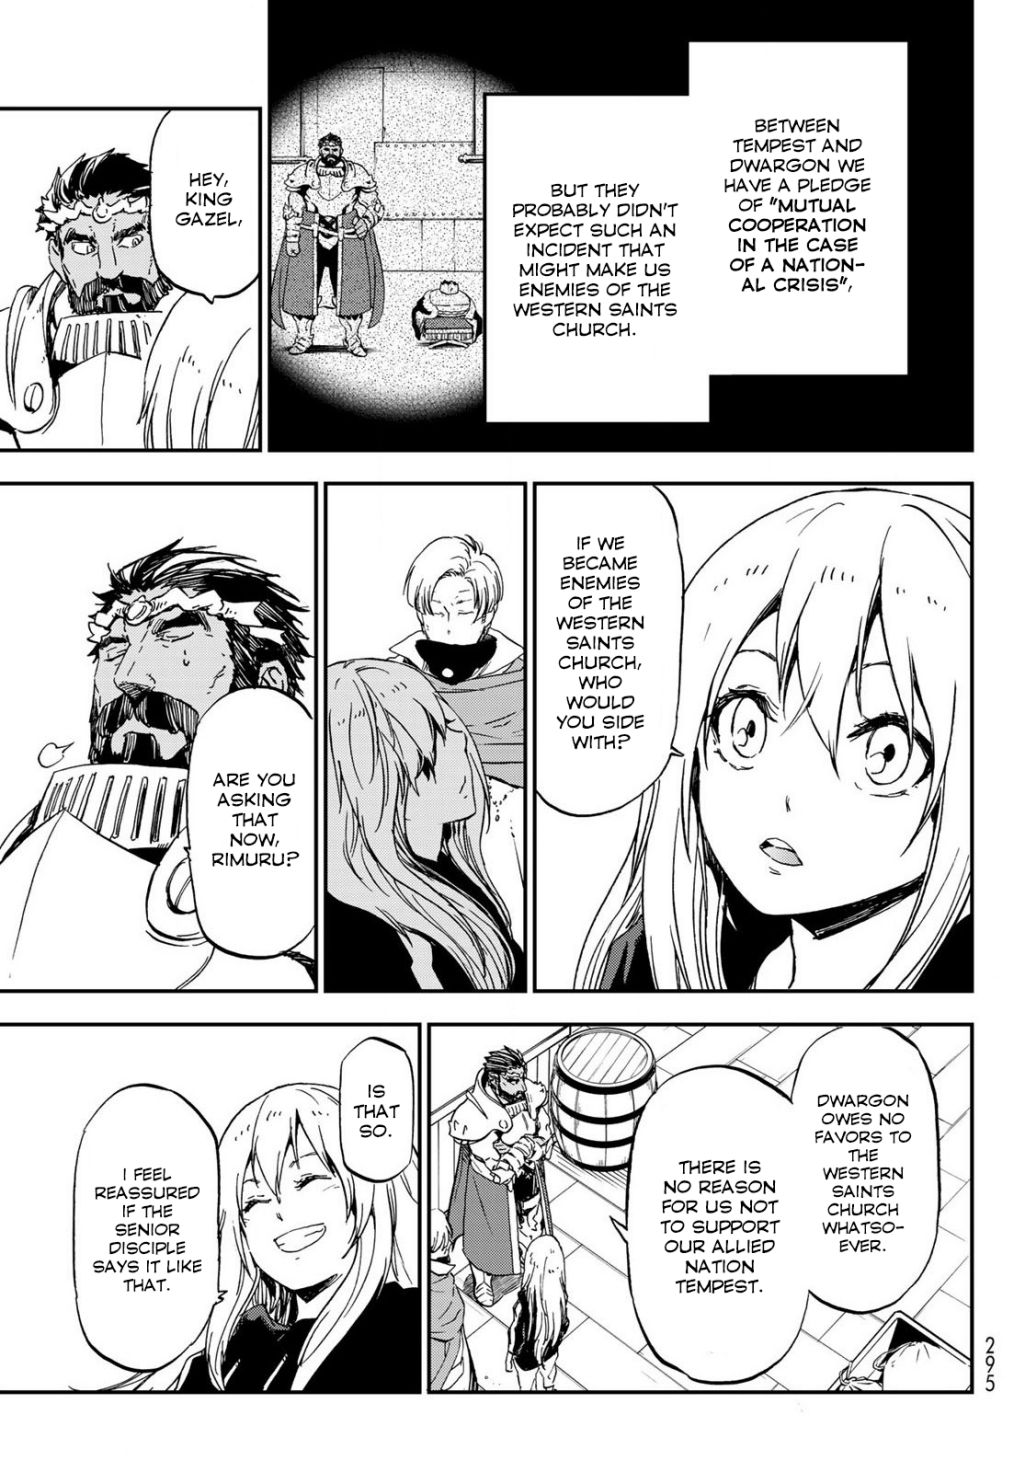 BETWEEN
TEMPEST AND
DWARGON WE
HAVE A PLEDGE
OF "MUTUAL
COOPERATION
IN THE CASE
OF A NATION-
AL CRISIS",
BUT THEY
PROBABLY DIDN'T
EXPECT SUCH AN
INCIDENT THAT
MIGHT MAKE US
ENEMIES OF THE
WESTERN SAINTS
CHURCH.
HEY,
KING
GAZEL,
IF WE
BECAME
ENEMIES
OF THE
WESTERN
SAINTS
CHURCH,
WHO
WOULD
YOU SIDE
WITH?
ARE YOU
ASKING
THAT
NOW,
RIMURU?
DWARGON
OWES NO
FAVORS TO
THE
WESTERN
SAINTS
CHURCH
WHATSO-
EVER.
THERE IS
NO REASON
FOR US NOT
TO SUPPORT
OUR ALLIED
NATION
TEMPEST.
IS
THAT
SO.
I FEEL
REASSURED
IF THE
SENIOR
DISCIPLE
SAYS IT LIKE
THAT.
295